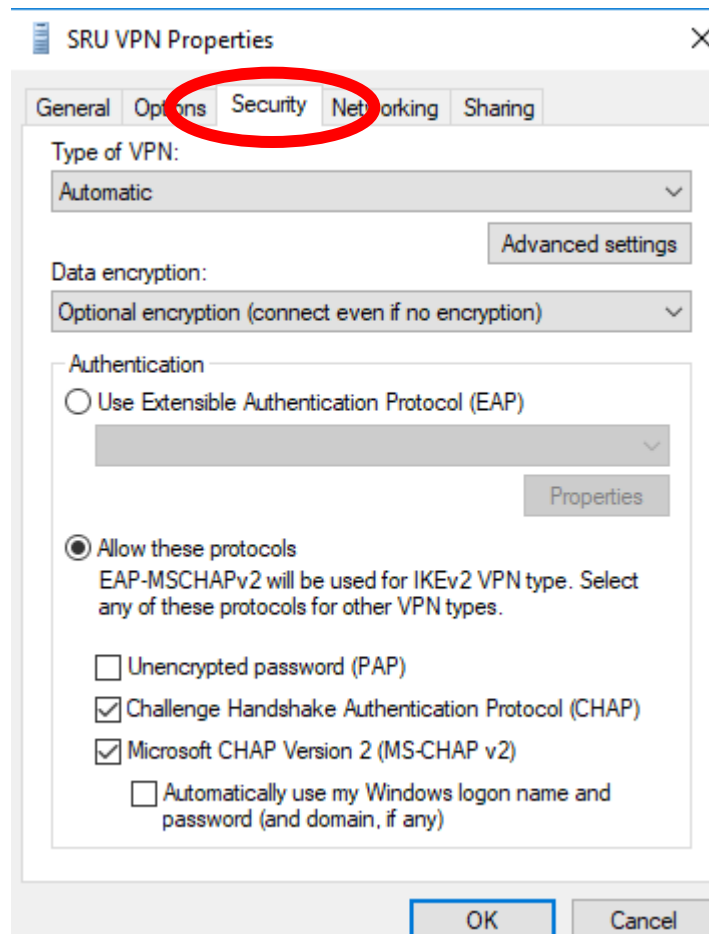 SRU VPN Properties
General Options Security Networking Sharing
Type of VPN:
Automatic
Advanced settings
Data encryption:
Optional encryption (connect even if no encryption)
Authentication
Use Extensible Authentication Protocol (EAP)
Properties
Allow these protocols
EAP-MSCHAPv2 will be used for IKEv2 VPN type. Select
any of these protocols for other VPN types.
Unencrypted password (PAP)
Challenge Handshake Authentication Protocol (CHAP)
Microsoft CHAP Version 2 (MS-CHAP v2)
Automatically use my Windows logon name and
password (and domain, if any)
OK Cancel